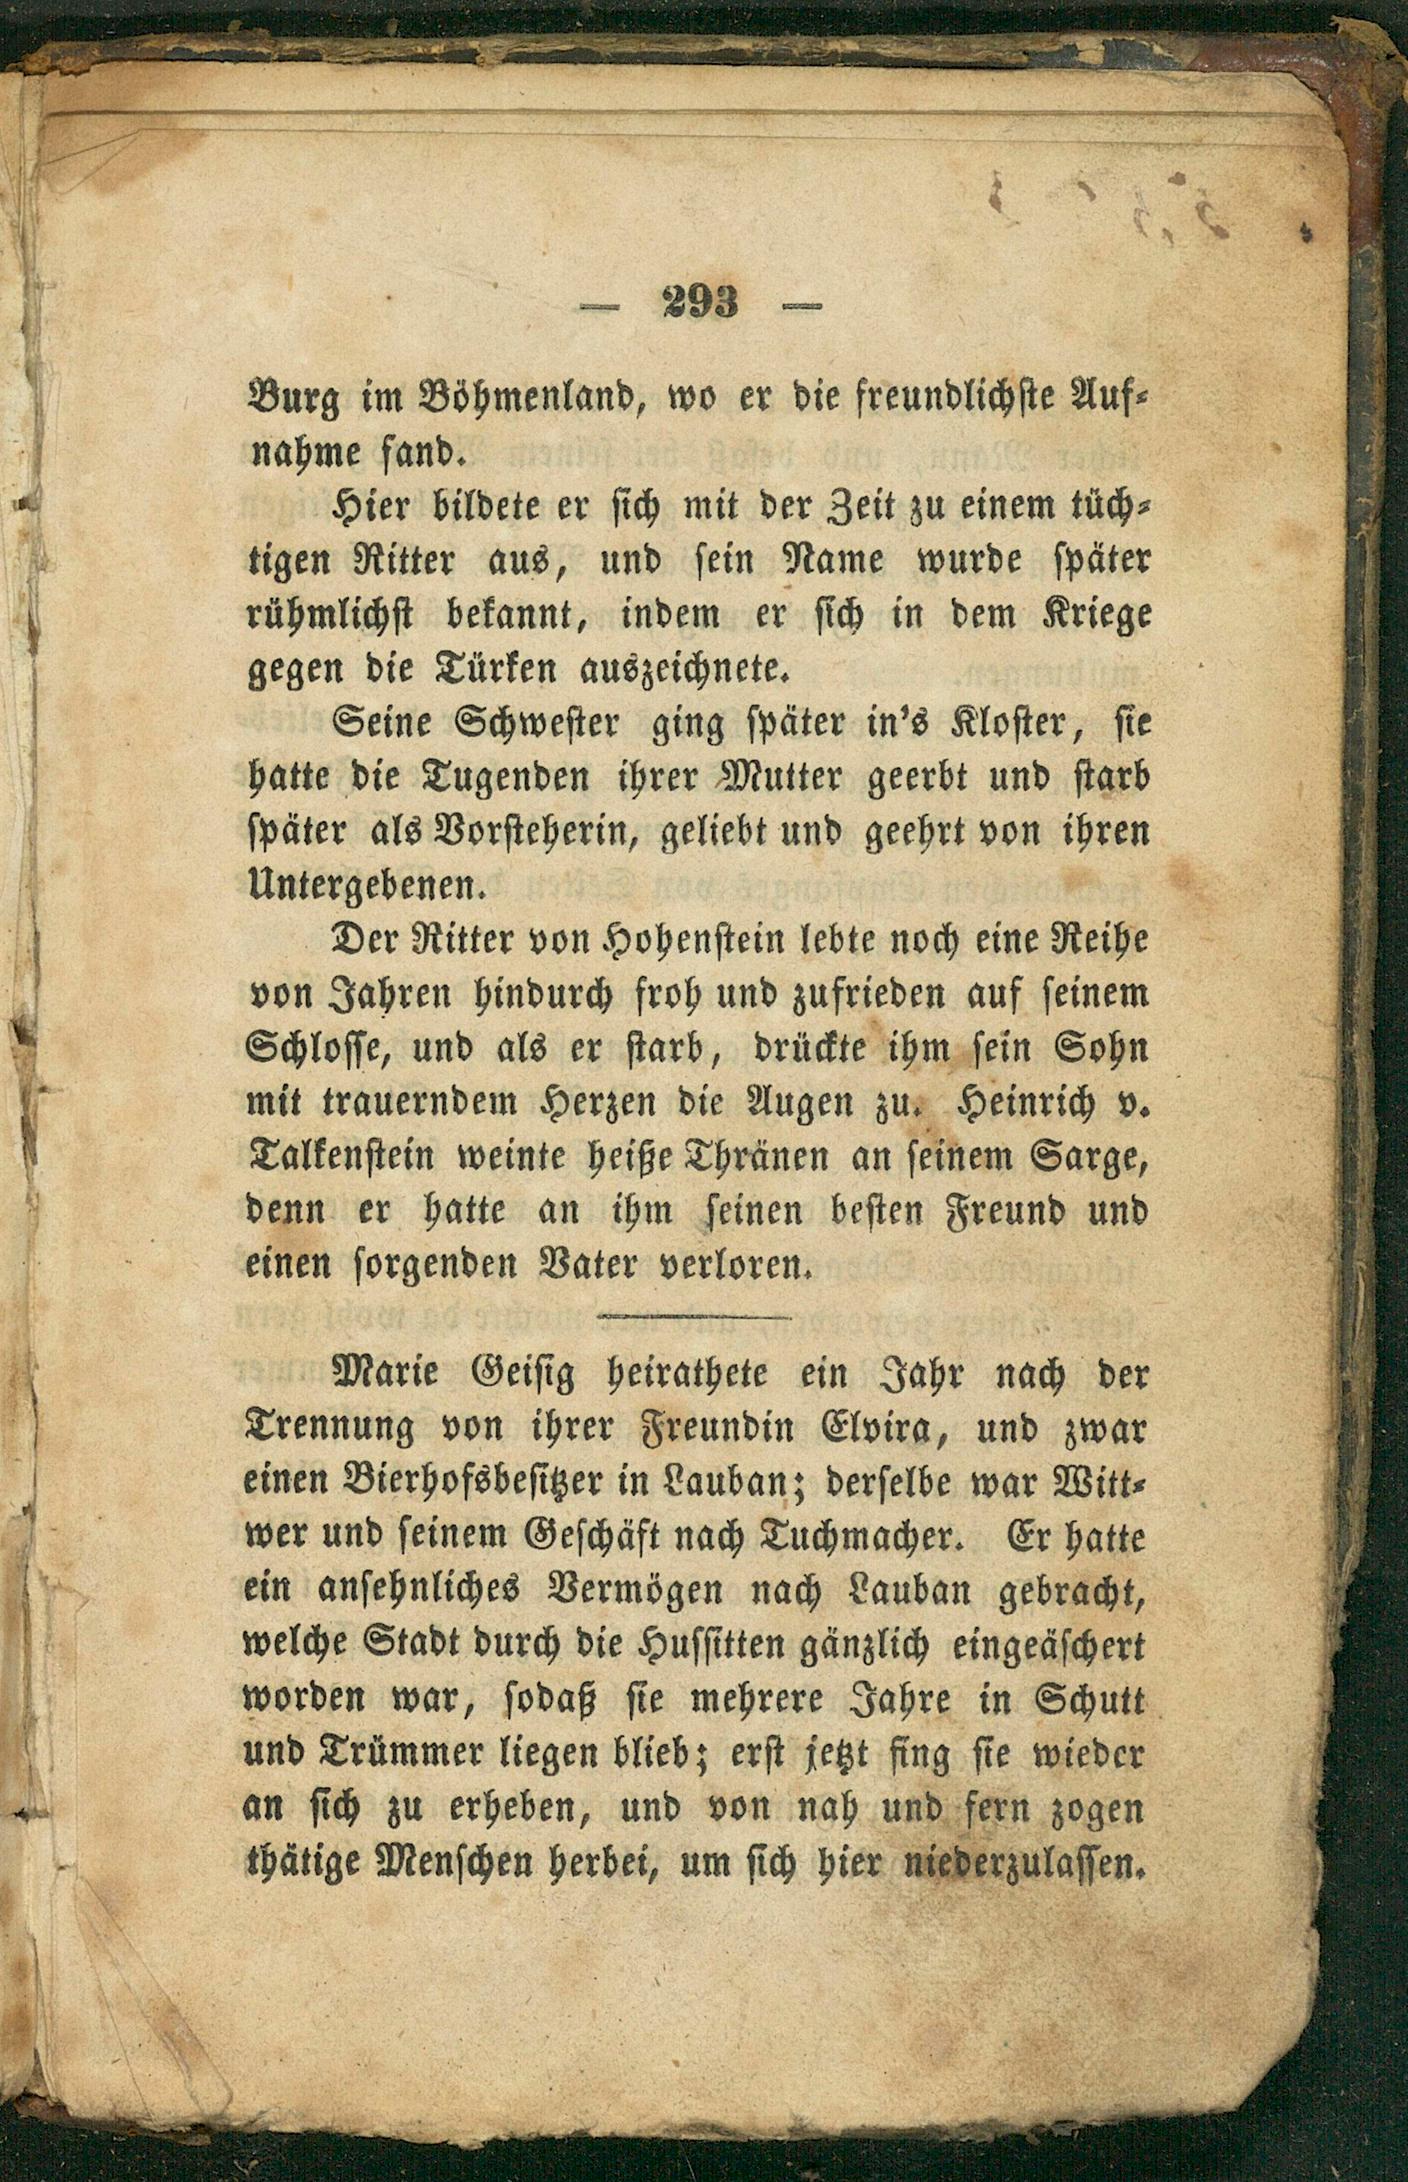 — 293 —
Burg im Böhmenland, wo er die freundlichste Auf-
nahme fand.
Hier bildete er sich mit der Zeit zu einem tüch-
tigen Ritter aus, und sein Name wurde später
rühmlichst bekannt, indem er sich in dem Kriege
gegen die Türken auszeichnete.
Seine Schwester ging später in's Kloster, sie
hatte die Tugenden ihrer Mutter geerbt und starb
später als Vorsteherin, geliebt und geehrt von ihren
Untergebenen.
Der Ritter von Hohenstein lebte noch eine Reihe
von Jahren hindurch froh und zufrieden auf seinem
Schlosse, und als er starb, drückte ihm sein Sohn
mit trauerndem Herzen die Augen zu. Heinrich v.
Talkenstein weinte heiße Thränen an seinem Sarge,
denn er hatte an ihm seinen besten Freund und
einen sorgenden Vater verloren.
Marie Geisig heirathete ein Jahr nach der
Trennung von ihrer Freundin Elvira, und zwar
einen Bierhofsbesitzer in Lauban; derselbe war Witt-
wer und seinem Geschäft nach Tuchmacher. Er hatte
ein ansehnliches Vermögen nach Lauban gebracht,
welche Stadt durch die Hussitten gänzlich eingeäschert
worden war, sodaß sie mehrere Jahre in Schutt
und Trümmer liegen blieb; erst jetzt fing sie wieder
an sich zu erheben, und von nah und fern zogen
thätige Menschen herbei, um sich hier niederzulassen.